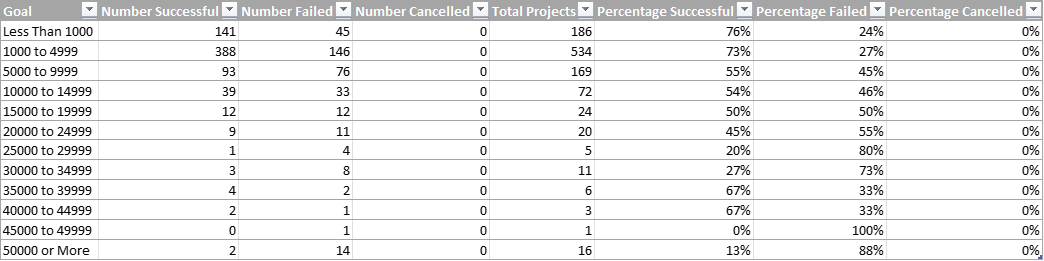 Goal Number Successful Number Failed Number Cancelled Total Projects Percentage Successful Percentage Failed Percentage Cancelled
Less Than 1000 141 45 0 186 76% 24% 0%
1000 to 4999 388 146 0 534 73% 27% 0%
5000 to 9999 93 76 0 169 55% 45% 0%
10000 to 14999 39 33 0 72 54% 46% 0%
15000 to 19999 12 12 0 24 50% 50% 0%
20000 to 24999 9 11 0 20 45% 55% 0%
25000 to 29999 1 4 0 5 20% 80% 0%
30000 to 34999 3 8 0 11 27% 73% 0%
35000 to 39999 4 2 0 6 67% 33% 0%
40000 to 44999 2 1 0 3 67% 33% 0%
45000 to 49999 0 1 0 1 0% 100% 0%
50000 or More 2 14 0 16 13% 88% 0%